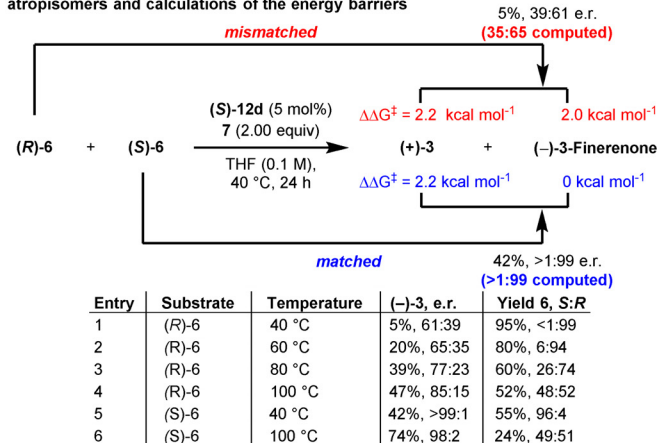 atropisomers and calculations of the energy barriers
5%, 39:61 e.r.
mismatched
(35:65 computed)
(S)-12d (5 mol%)
7 (2.00 equiv)
THF (0.1 M),
40 °C, 24 h
ΔΔG‡ = 2.2 kcal mol-1
2.0 kcal mol-1
(R)-6 + (S)-6
(+)-3 + (–)-3-Finerenone
ΔΔG‡ = 2.2 kcal mol-1
0 kcal mol-1
matched
42%, >1:99 e.r.
(>1:99 computed)
Entry Substrate Temperature (–)-3, e.r. Yield 6, S:R
1 (R)-6 40 °C 5%, 61:39 95%, <1:99
2 (R)-6 60 °C 20%, 65:35 80%, 6:94
3 (R)-6 80 °C 39%, 77:23 60%, 26:74
4 (R)-6 100 °C 47%, 85:15 52%, 48:52
5 (S)-6 40 °C 42%, >99:1 55%, 96:4
6 (S)-6 100 °C 74%, 98:2 24%, 49:51